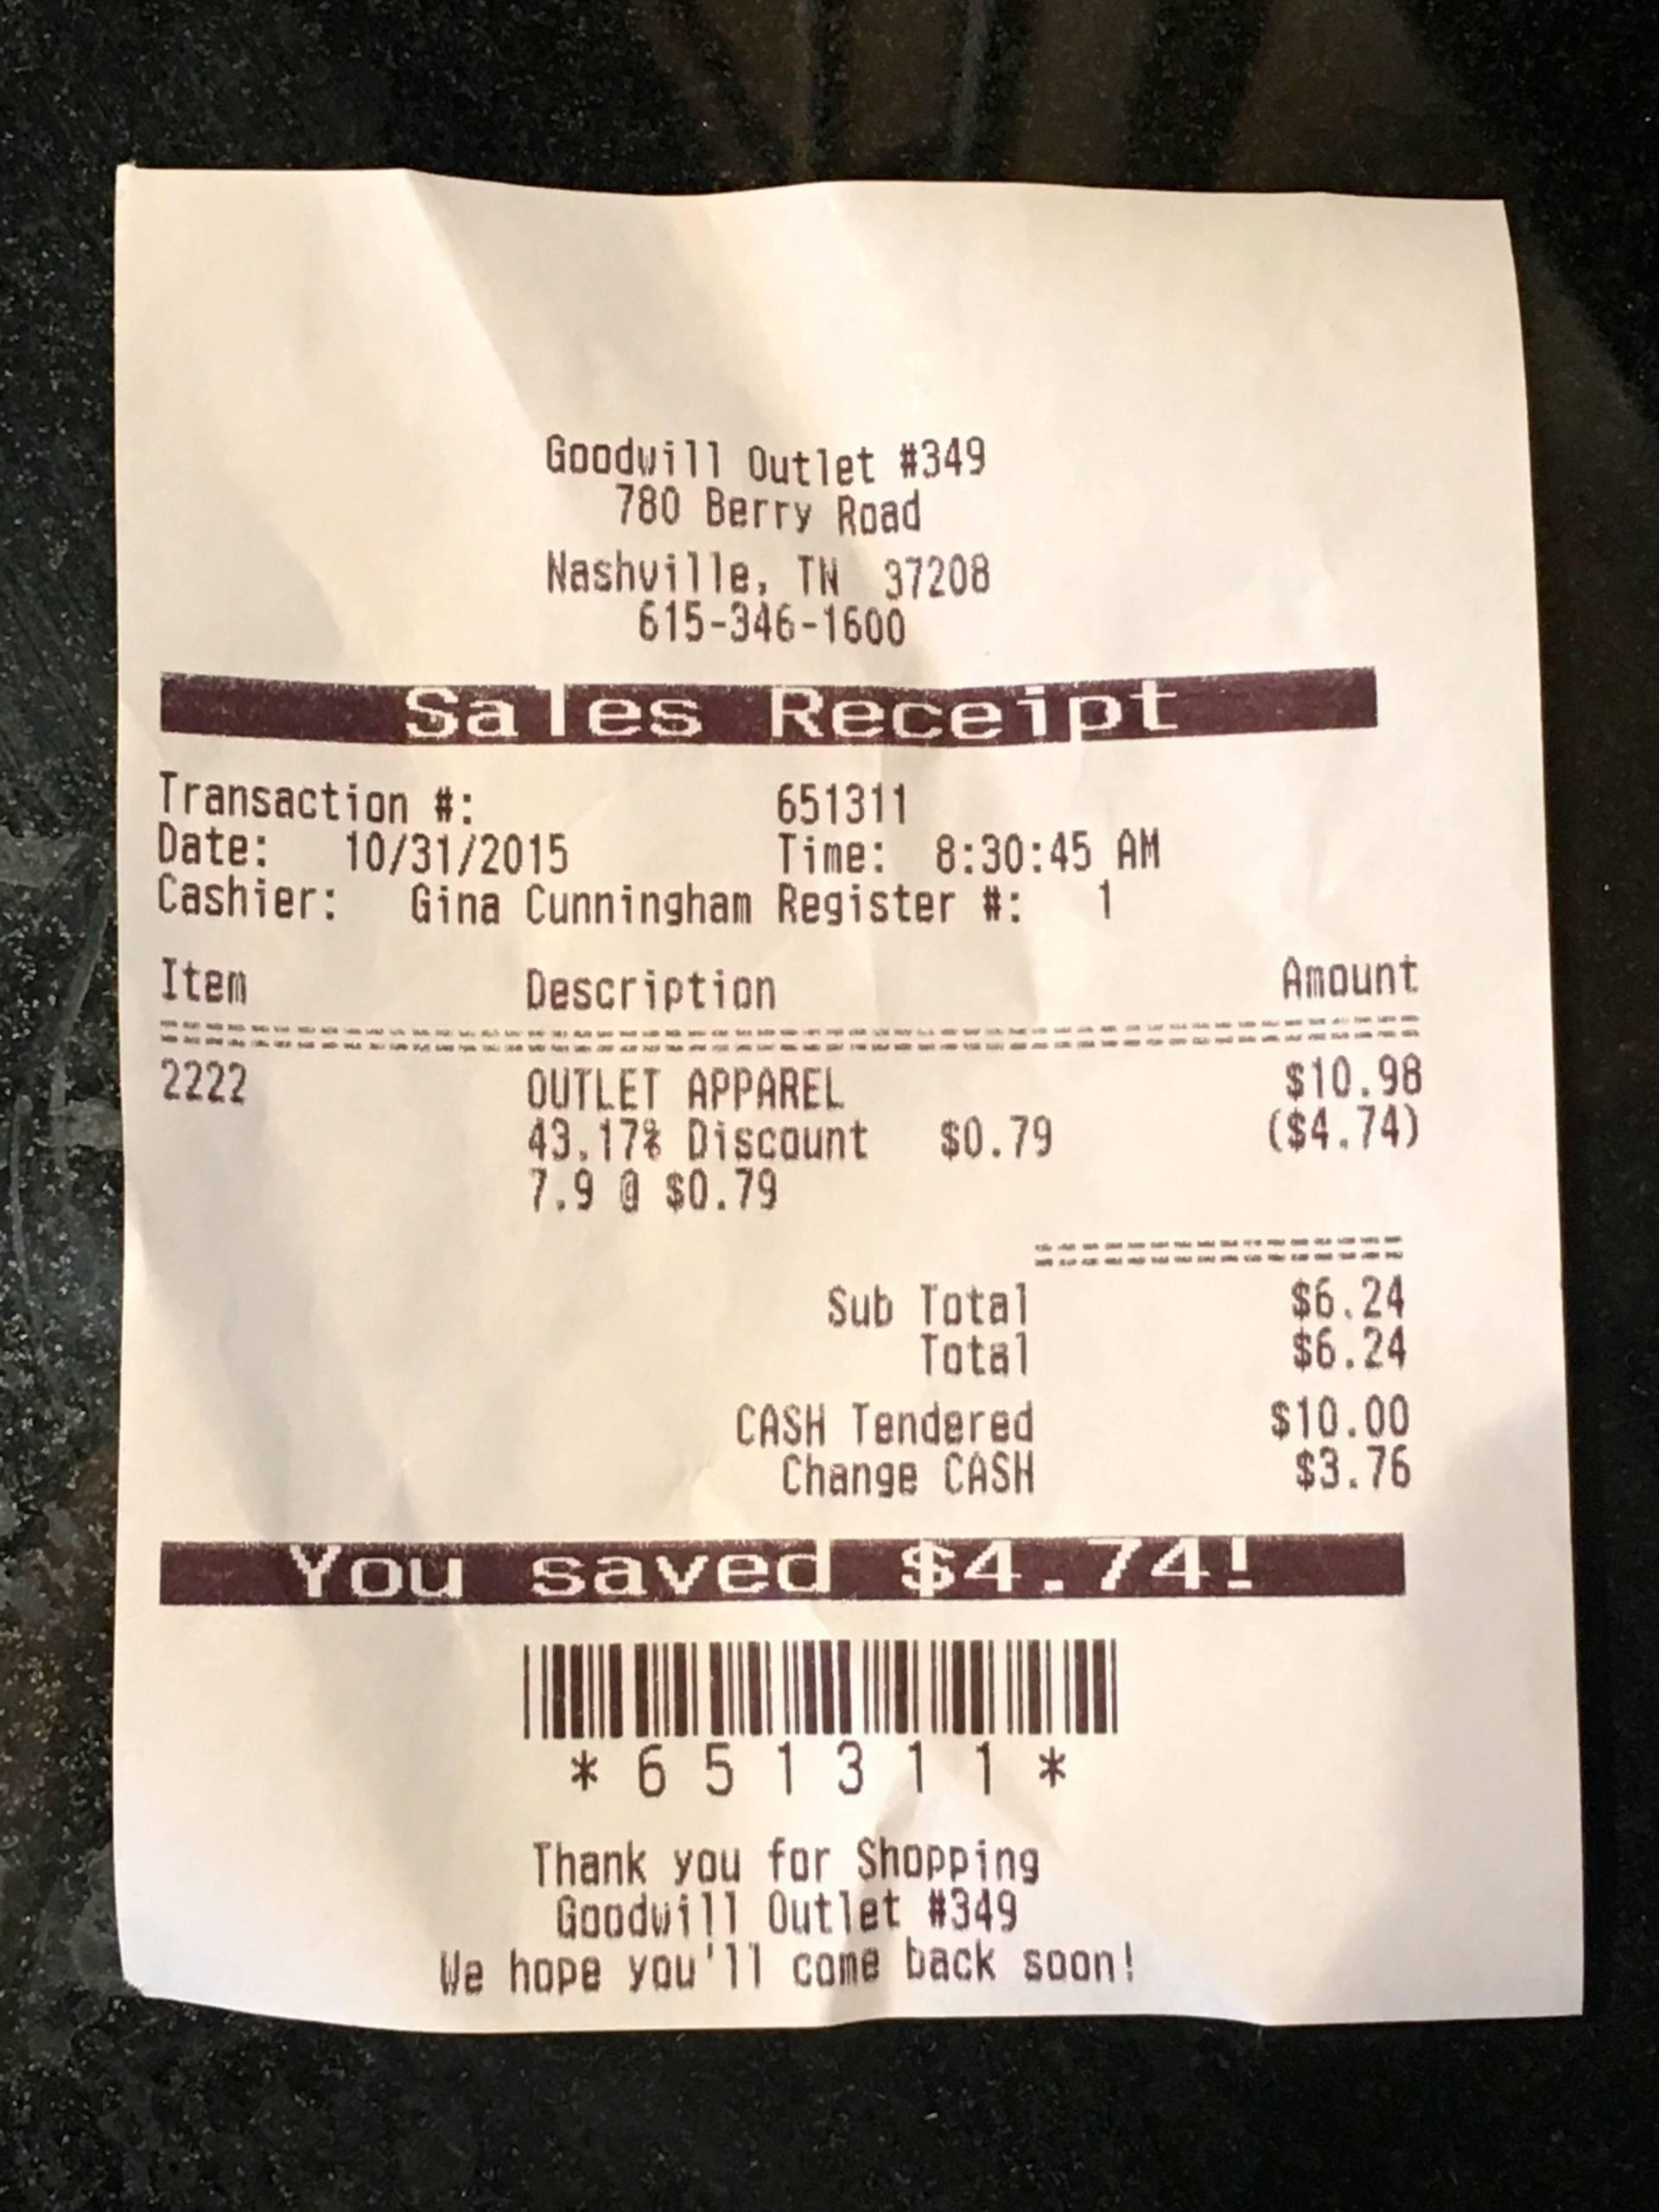 Goodwill Outlet #349
780 Berry Road
Nashville, TN 37208
615-346-1600
Sales Receipt
Transaction #: 651311
Date: 10/31/2015 Time: 8:30:45 AM
Cashier: Gina Cunningham Register #: 1
Item Description Amount
2222 OUTLET APPAREL $10.98
43.17% Discount $0.79 ($4.74)
7.9 @ $0.79
Sub Total $6.24
Total $6.24
CASH Tendered $10.00
Change CASH $3.76
You saved $4.74!
*651311*
Thank you for Shopping
Goodwill Outlet #349
We hope you'll come back soon!